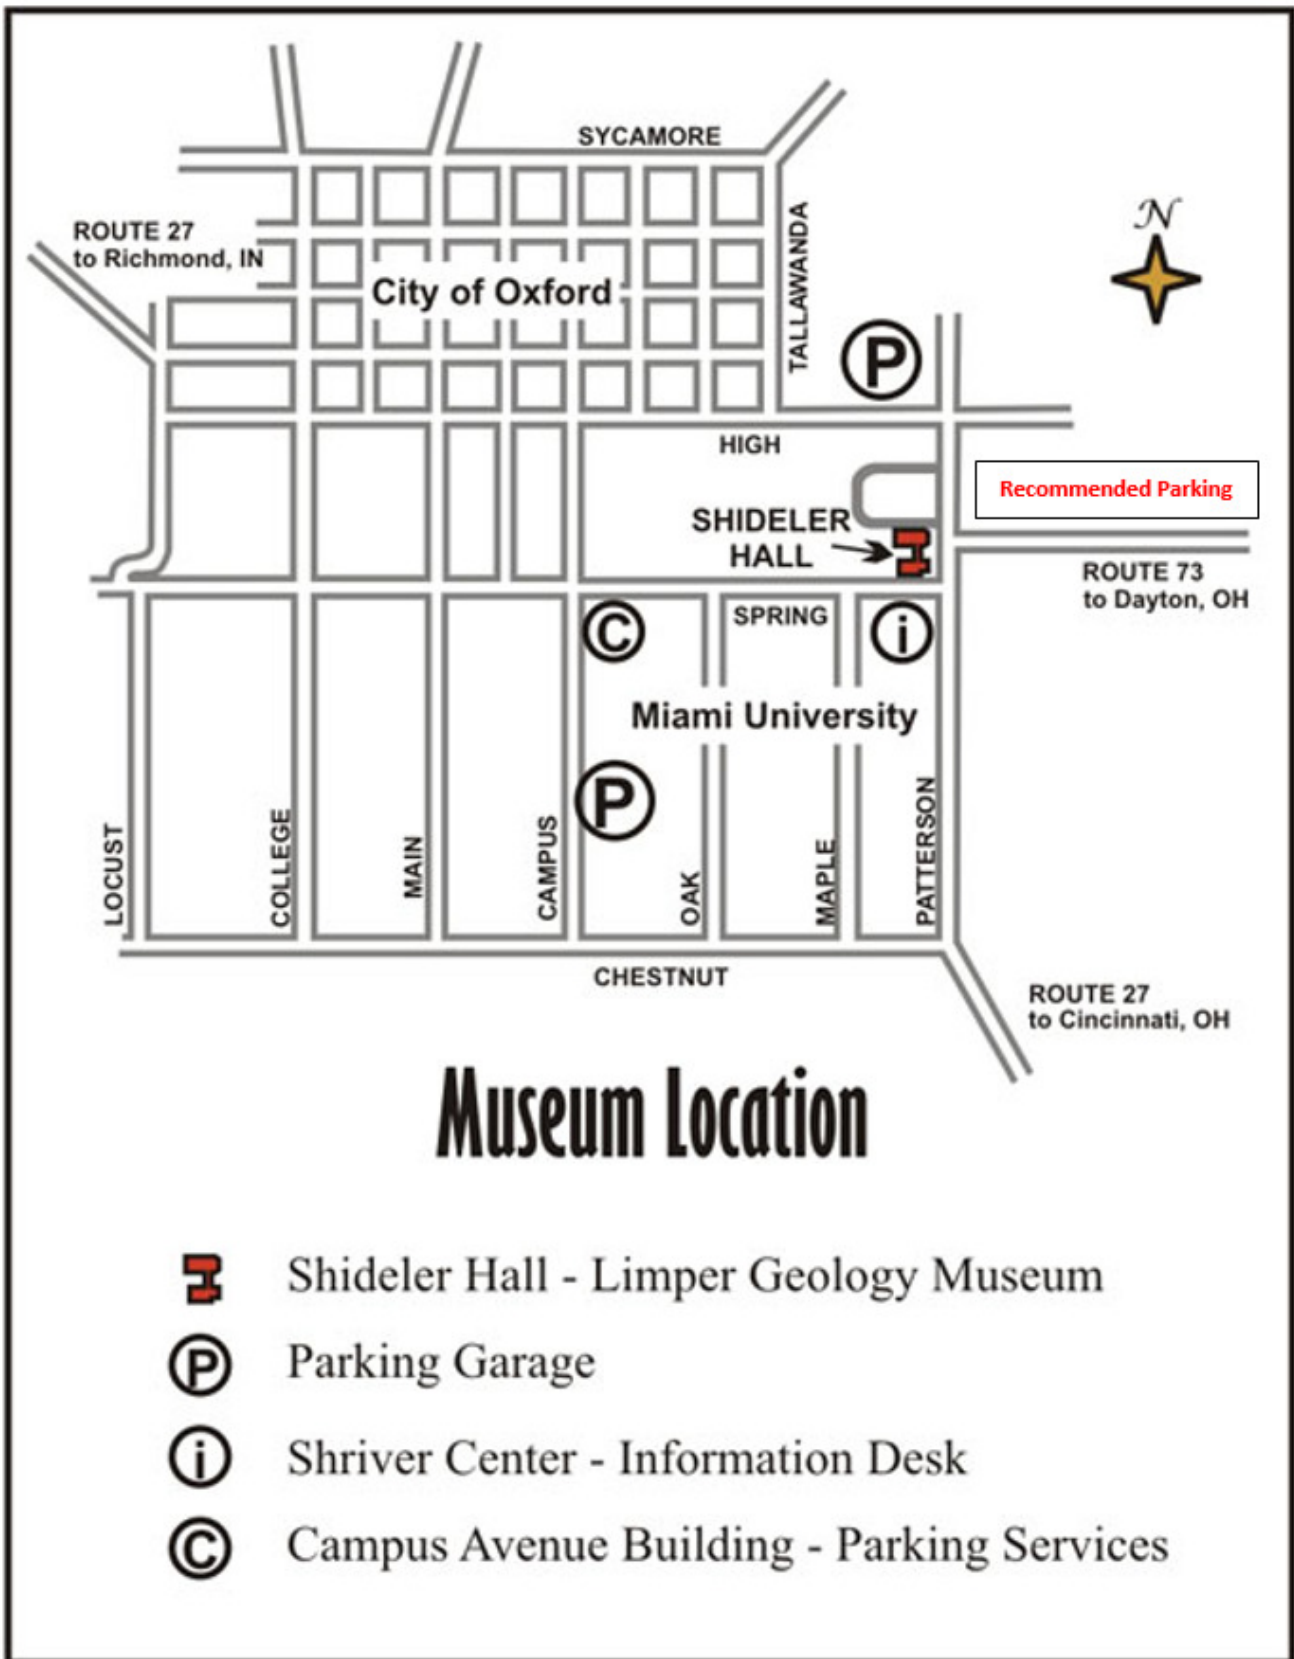 SYCAMORE
N
ROUTE 27
to Richmond, IN
TALLAWANDA
City of Oxford
P
HIGH
Recommended Parking
SHIDELER
HALL
ROUTE 73
to Dayton, OH
C
SPRING
i
Miami University
P
LOCUST
COLLEGE
MAIN
CAMPUS
OAK
MAPLE
PATTERSON
CHESTNUT
ROUTE 27
to Cincinnati, OH
Museum Location
Shideler Hall - Limper Geology Museum
P Parking Garage
i Shriver Center - Information Desk
C Campus Avenue Building - Parking Services